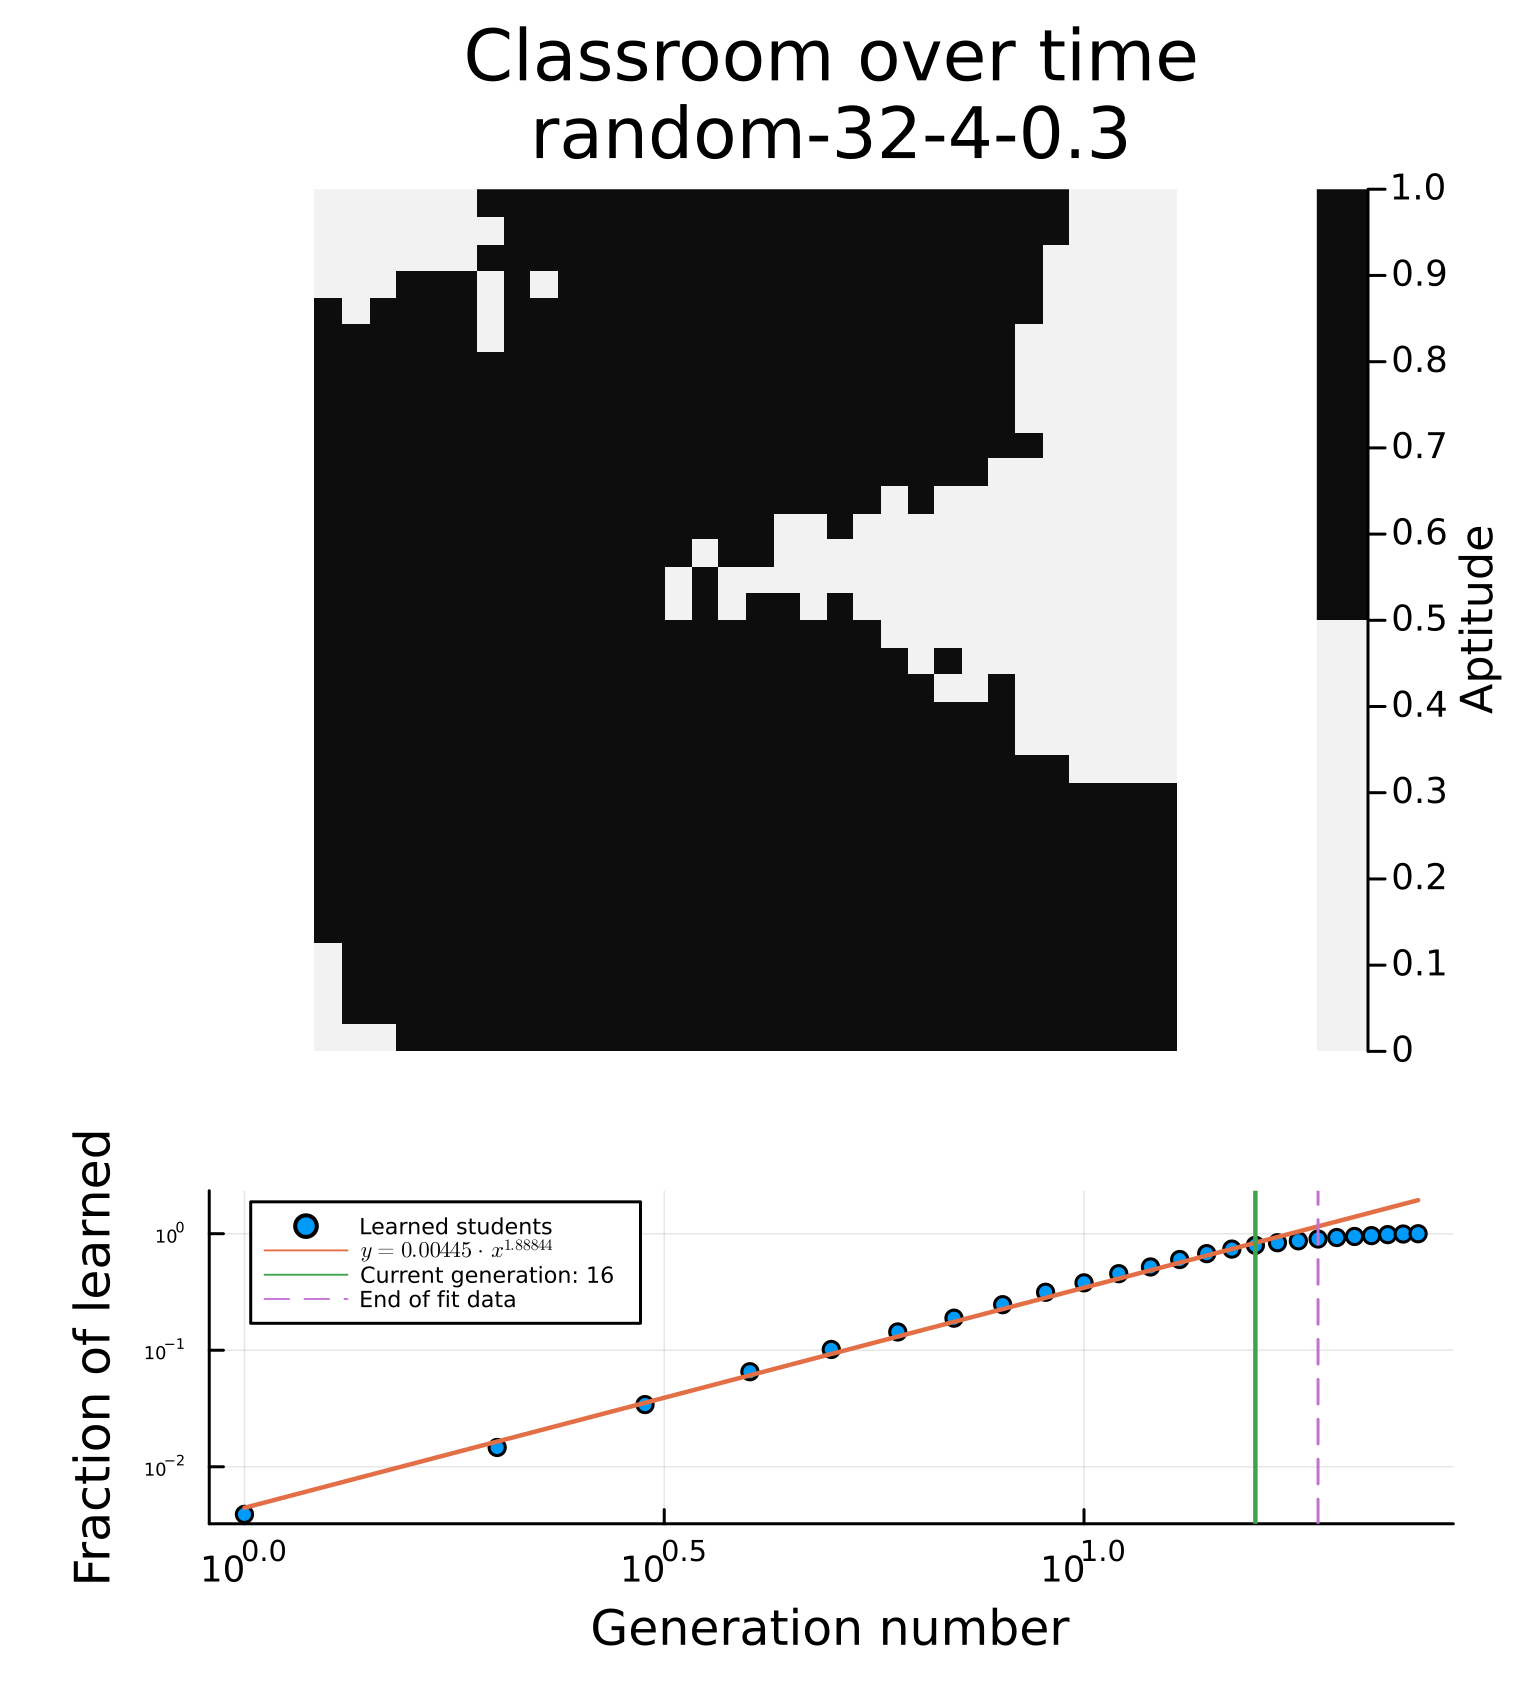 Classroom over time
random-32-4-0.3
1.0
0.9
0.8
0.7
0.6
0.5
0.4
0.3
0.2
0.1
0
Aptitude
Fraction of learned
10^0
10^−1
10^−2
Learned students
y = 0.00445 · x^1.88844
Current generation: 16
End of fit data
10^0.0
10^0.5
10^1.0
Generation number